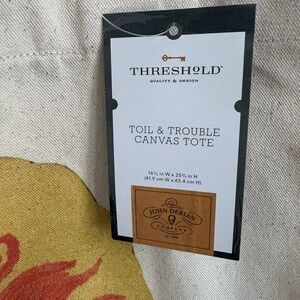 THRESHOLD
QUALITY & DESIGN
TOIL & TROUBLE
CANVAS TOTE
16½ in W x 25¾ in H
(41.9 cm W x 65.4 cm H)
JOHN DERIAN
COMPANY